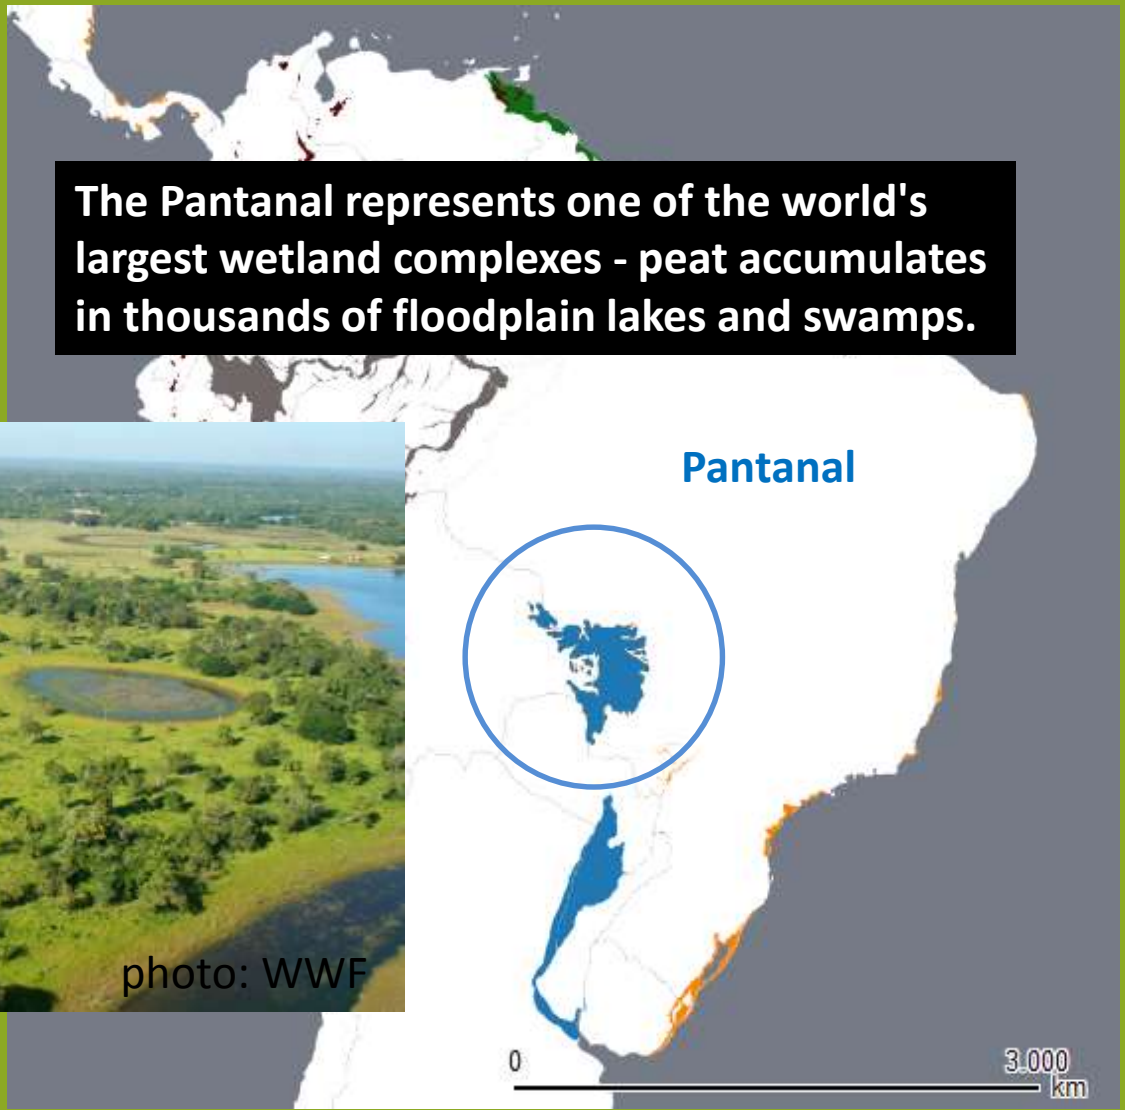 The Pantanal represents one of the world's
largest wetland complexes - peat accumulates
in thousands of floodplain lakes and swamps.
Pantanal
photo: WWF
0 3.000
km